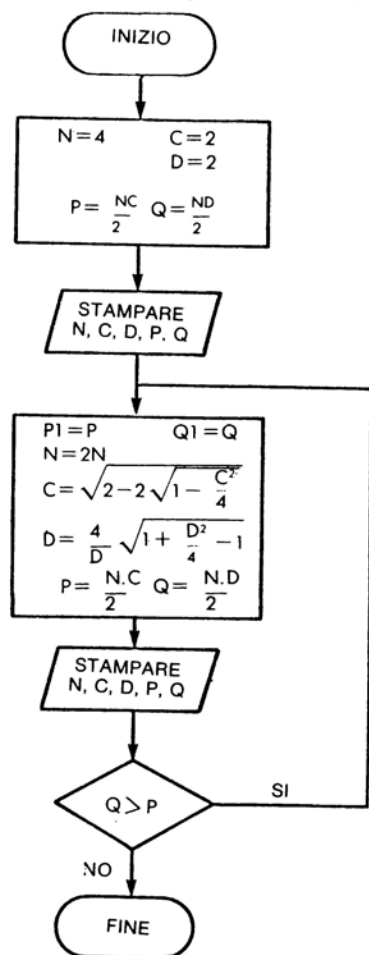 INIZIO
N=4 C=2
D=2
P= NC/2 Q= ND/2
STAMPARE
N, C, D, P, Q
P1=P Q1=Q
N=2N
C= √(2−2√(1− C²/4))
D= 4/D √(1+ D²/4 −1)
P= N.C/2 Q= N.D/2
STAMPARE
N, C, D, P, Q
Q>P
SI
NO
FINE